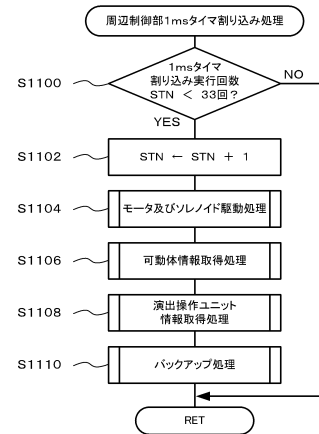 周辺制御部1msタイマ割り込み処理
1msタイマ
割り込み実行回数
STN < 33回?
NO
S1100
YES
S1102
STN ← STN + 1
S1104
モータ及びソレノイド駆動処理
S1106
可動体情報取得処理
S1108
演出操作ユニット
情報取得処理
S1110
バックアップ処理
RET